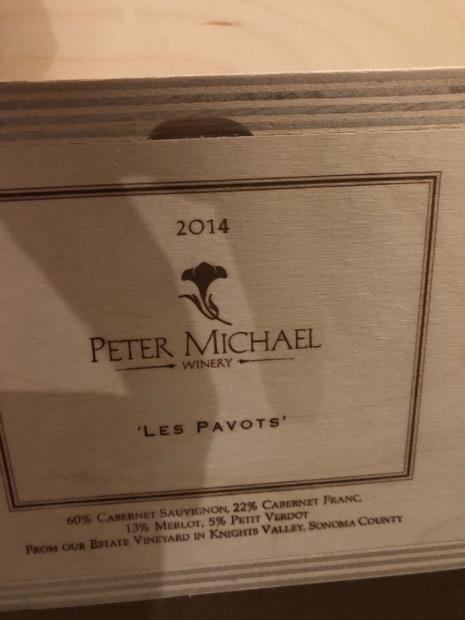 2014
PETER MICHAEL
WINERY
'LES PAVOTS'
60% CABERNET SAUVIGNON, 22% CABERNET FRANC,
13% MERLOT, 5% PETIT VERDOT
FROM OUR ESTATE VINEYARD IN KNIGHTS VALLEY, SONOMA COUNTY